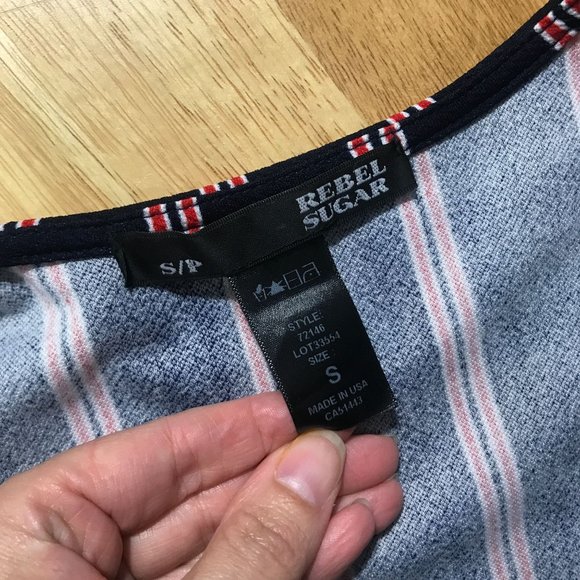 REBEL
SUGAR
S/P
STYLE:
72146
LOT33554
SIZE :
S
MADE IN USA
CA51443